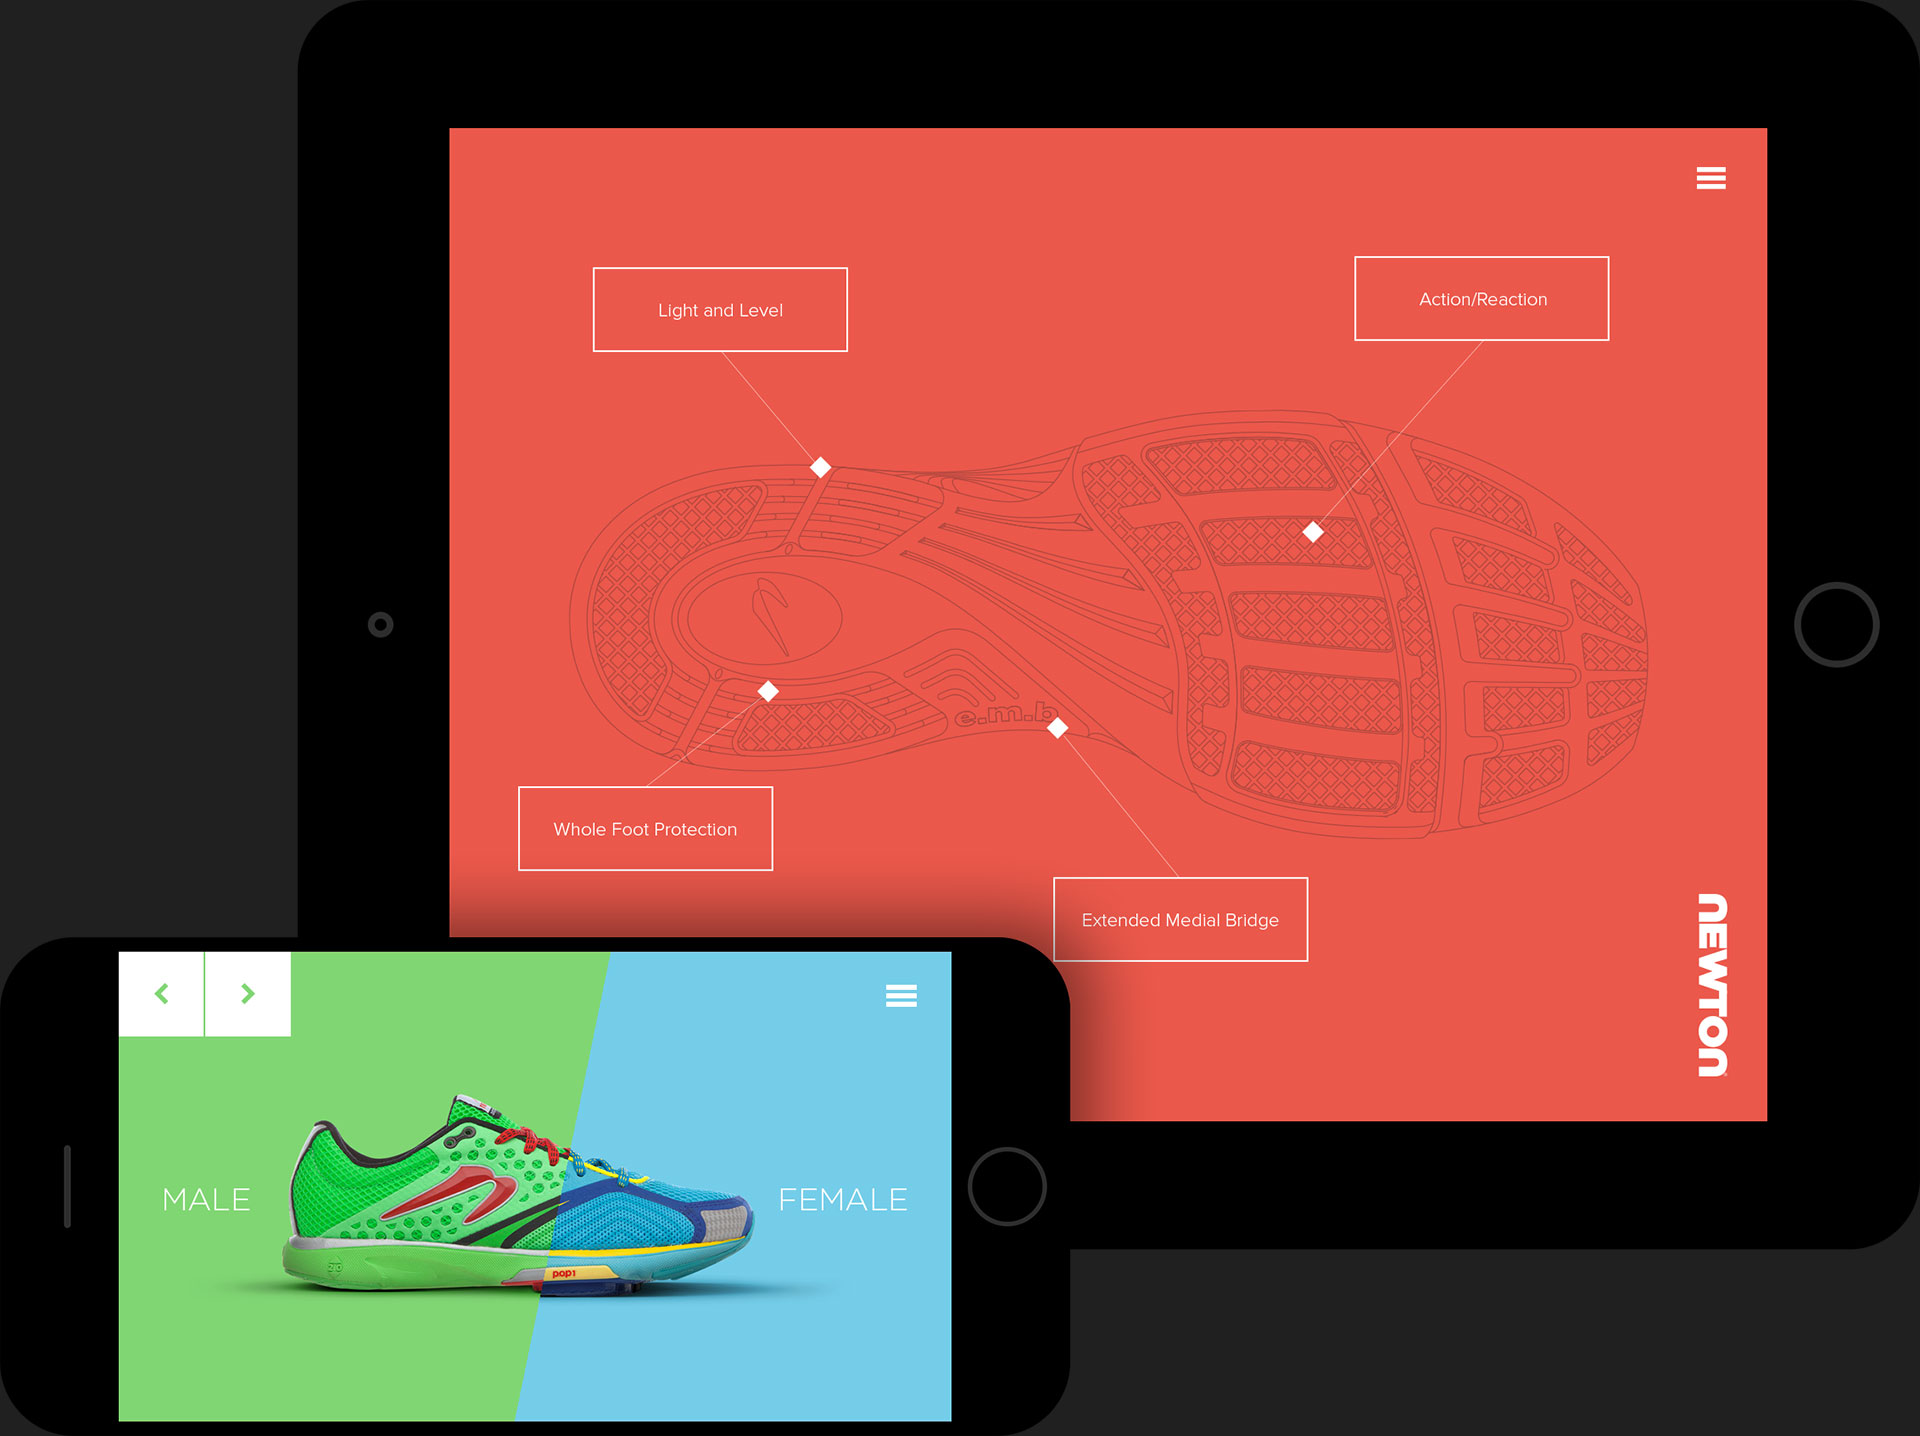 Light and Level
Action/Reaction
e.m.b
Whole Foot Protection
Extended Medial Bridge
NEWTON
MALE
FEMALE
pop1